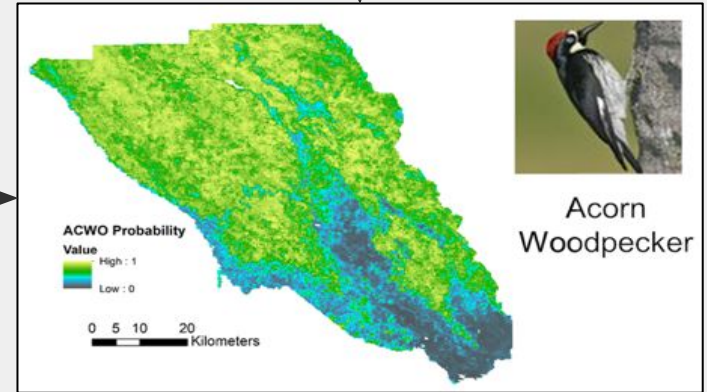 ACWO Probability
Value
High : 1
Low : 0
0 5 10 20
Kilometers
Acorn
Woodpecker